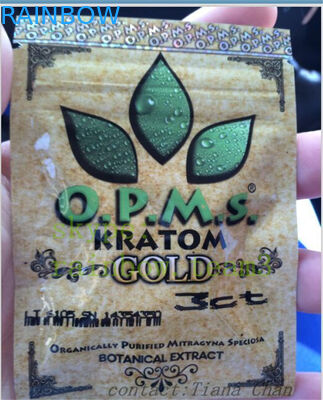 RAINBOW
O.P.M.s.®
KRATOM
GOLD
3ct
ORGANICALLY PURIFIED MITRAGYNA SPECIOSA
BOTANICAL EXTRACT
contact:Tiana Chan